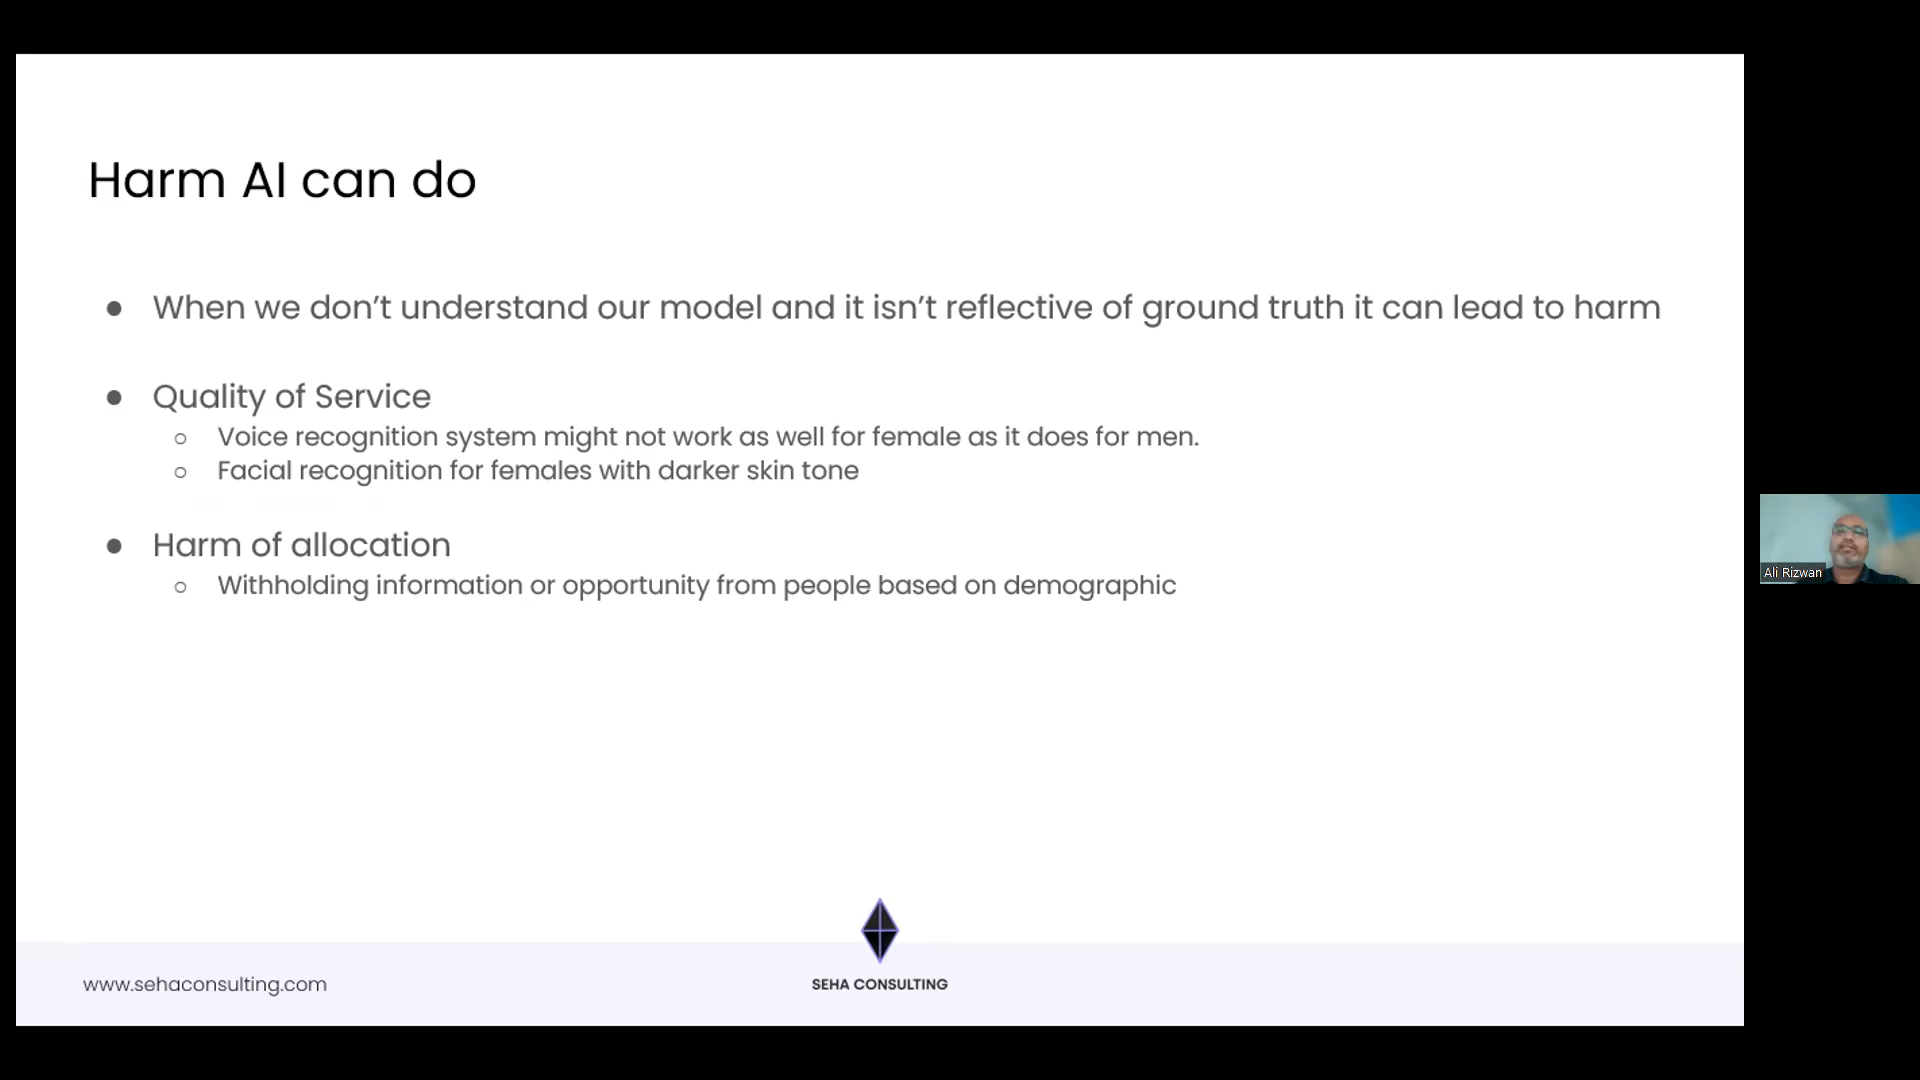 Harm AI can do
● When we don’t understand our model and it isn’t reflective of ground truth it can lead to harm
● Quality of Service
○ Voice recognition system might not work as well for female as it does for men.
○ Facial recognition for females with darker skin tone
● Harm of allocation
○ Withholding information or opportunity from people based on demographic
Ali Rizwan
www.sehaconsulting.com
SEHA CONSULTING